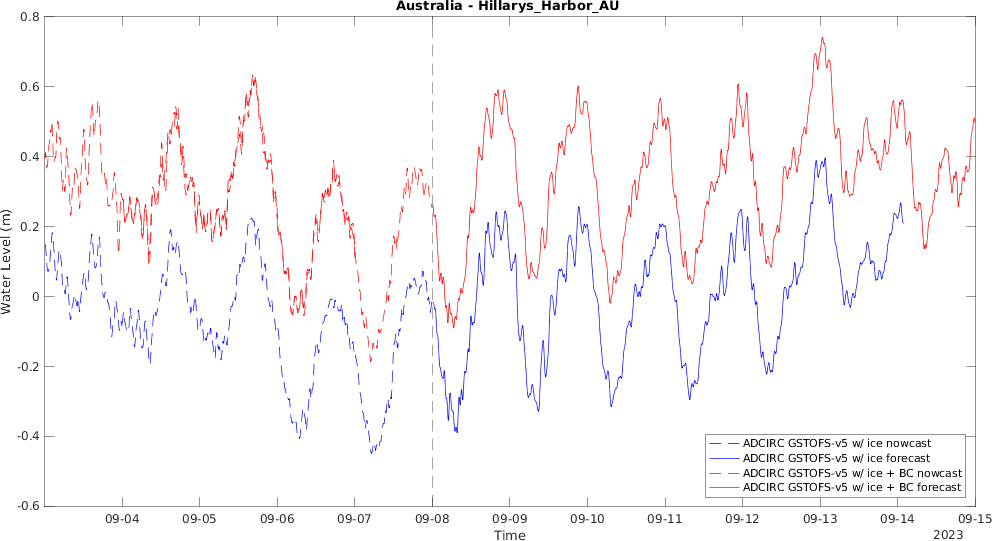 Australia - Hillarys_Harbor_AU
0.8
0.6
0.4
0.2
0
-0.2
-0.4
-0.6
Water Level (m)
ADCIRC GSTOFS-v5 w/ ice nowcast
ADCIRC GSTOFS-v5 w/ ice forecast
ADCIRC GSTOFS-v5 w/ ice + BC nowcast
ADCIRC GSTOFS-v5 w/ ice + BC forecast
09-04 09-05 09-06 09-07 09-08 09-09 09-10 09-11 09-12 09-13 09-14 09-15
Time
2023